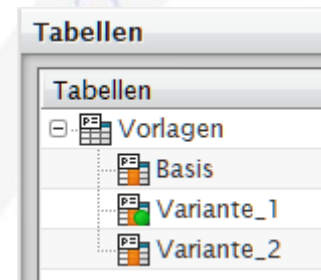 Tabellen
Tabellen
Vorlagen
Basis
Variante_1
Variante_2